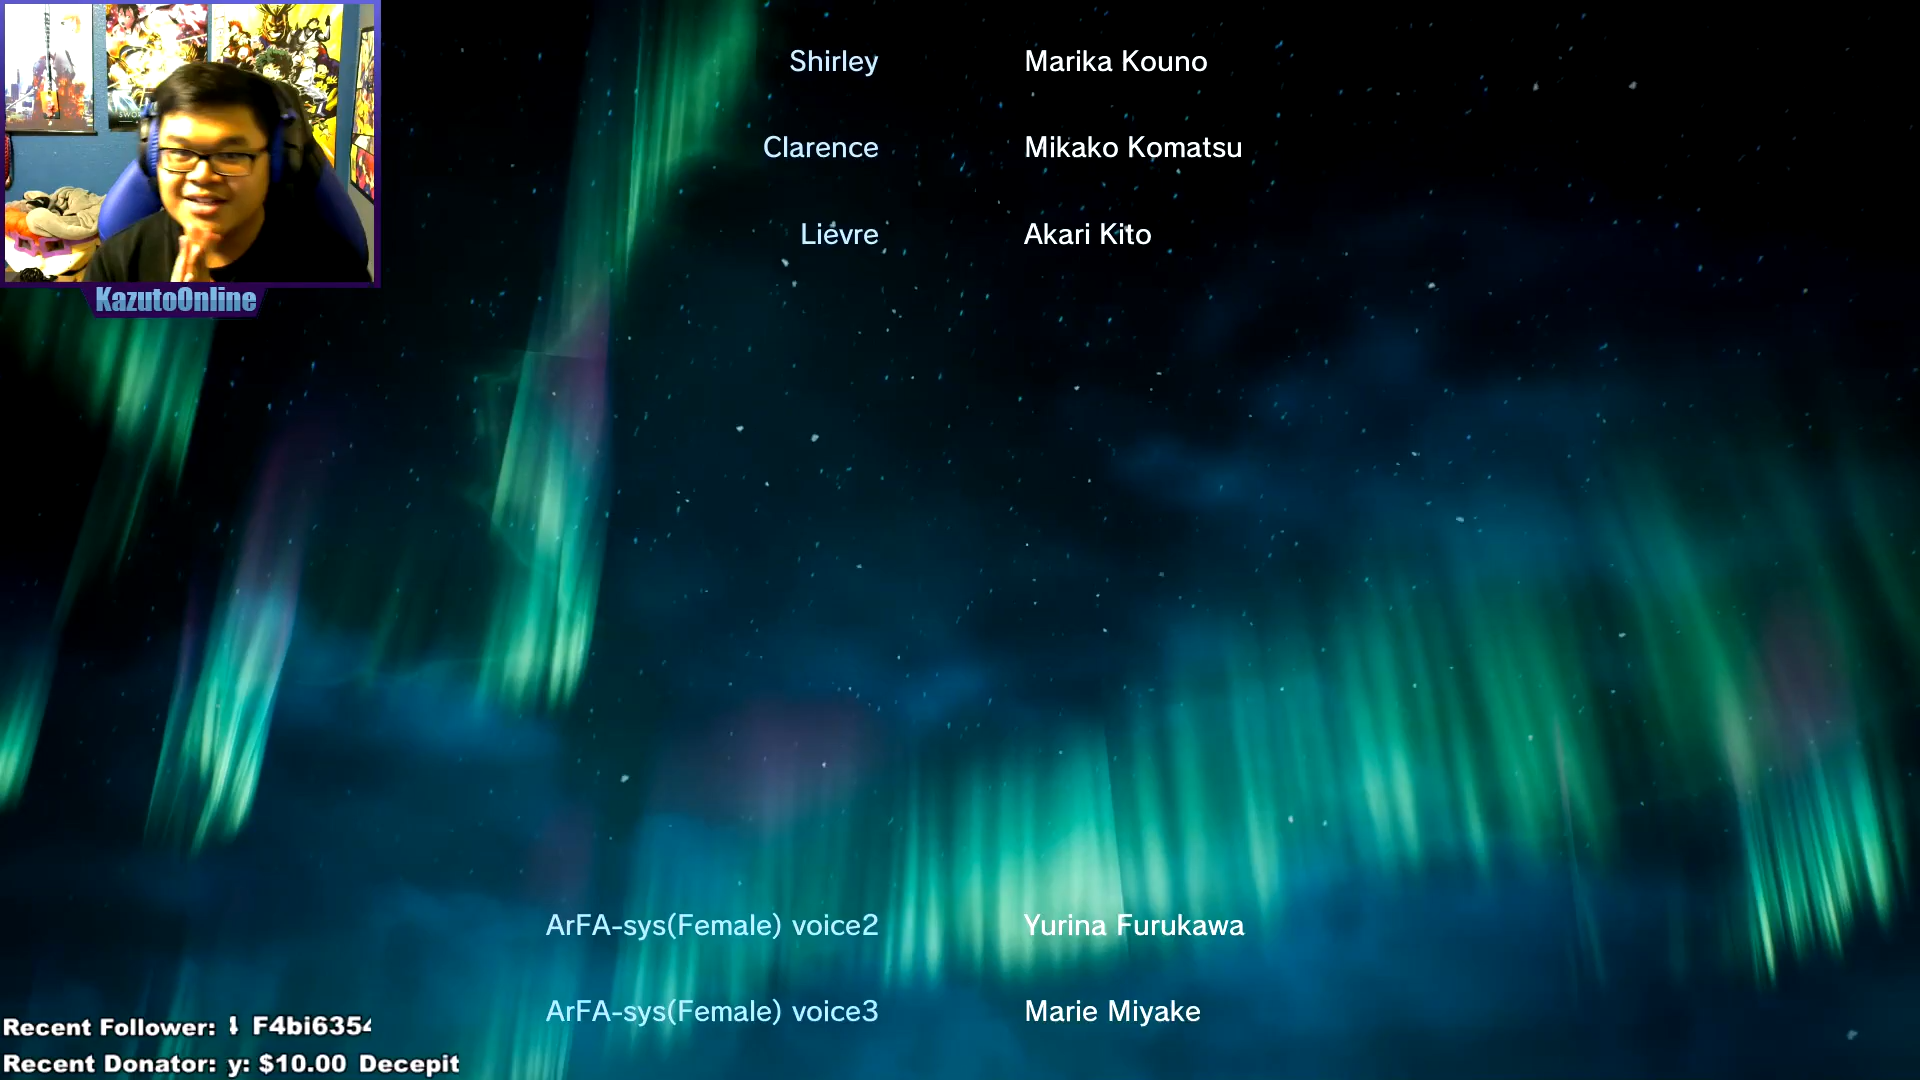 Shirley Marika Kouno
Clarence Mikako Komatsu
Lièvre Akari Kito
KazutoOnline
ArFA-sys(Female) voice2 Yurina Furukawa
ArFA-sys(Female) voice3 Marie Miyake
Recent Follower: F4bi6354
Recent Donator: y: $10.00 Decepit